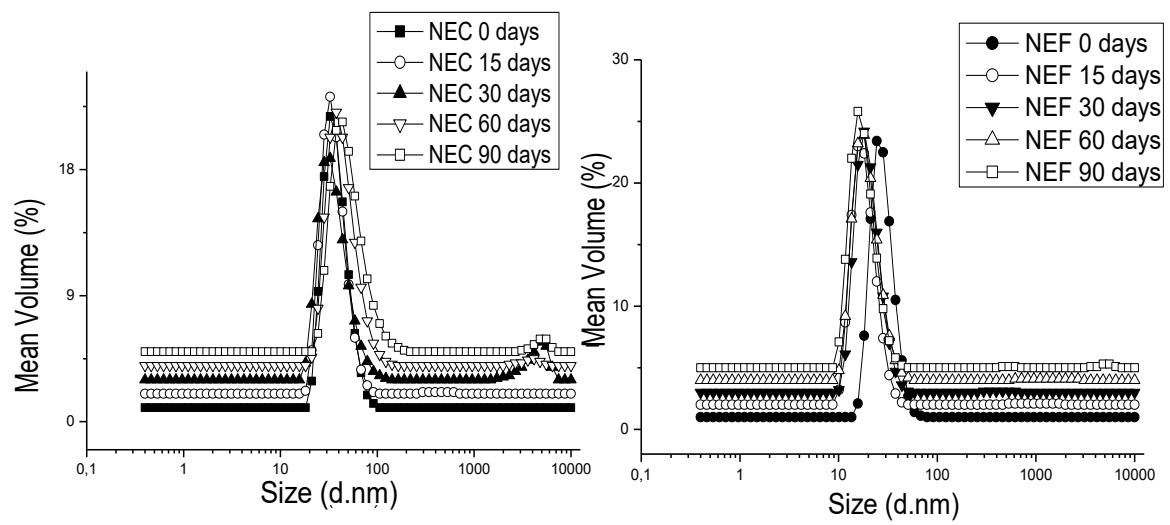 NEC 0 days
NEC 15 days
NEC 30 days
NEC 60 days
NEC 90 days
Mean Volume (%)
18
9
0
0,1
1
10
100
1000
10000
Size (d.nm)
NEF 0 days
NEF 15 days
NEF 30 days
NEF 60 days
NEF 90 days
Mean Volume (%)
30
20
10
0
0,1
1
10
100
1000
10000
Size (d.nm)